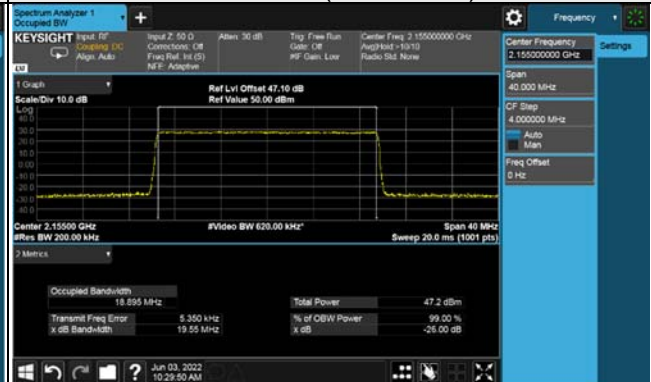 Spectrum Analyzer 1
Occupied BW
+
Frequency
KEYSIGHT
Input: RF
Coupling: DC
Align: Auto
Input Z: 50 Ω
Corrections: Off
Freq Ref: Int (S)
NFE: Adaptive
Atten: 30 dB
Trig: Free Run
Gate: Off
#IF Gain: Low
Center Freq: 2.155000000 GHz
Avg|Hold:>10/10
Radio Std: None
Center Frequency
2.155000000 GHz
Settings
Span
40.000 MHz
CF Step
4.000000 MHz
Auto
Man
Freq Offset
0 Hz
1 Graph
Scale/Div 10.0 dB
Ref Lvl Offset 47.10 dB
Ref Value 50.00 dBm
Log
40.0
30.0
20.0
10.0
0.00
-10.0
-20.0
-30.0
-40.0
Center 2.15500 GHz
#Res BW 200.00 kHz
#Video BW 620.00 kHz*
Span 40 MHz
Sweep 20.0 ms (1001 pts)
2 Metrics
Occupied Bandwidth
18.895 MHz
Total Power 47.2 dBm
Transmit Freq Error 5.350 kHz
% of OBW Power 99.00 %
x dB Bandwidth 19.55 MHz
x dB -26.00 dB
?
Jun 03, 2022
10:29:50 AM